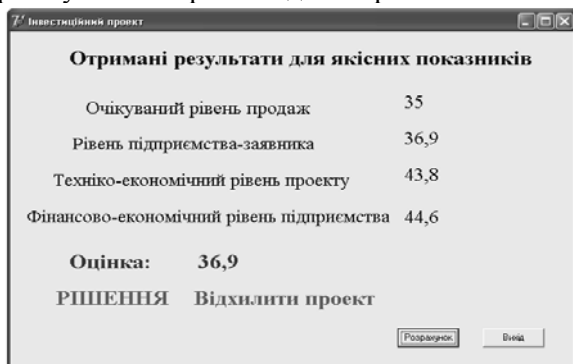 Інвестиційний проект
Отримані результати для якісних показників
Очікуваний рівень продаж 35
Рівень підприємства-заявника 36,9
Техніко-економічний рівень проекту 43,8
Фінансово-економічний рівень підприємства 44,6
Оцінка: 36,9
РІШЕННЯ Відхилити проект
Розрахунок Вихід